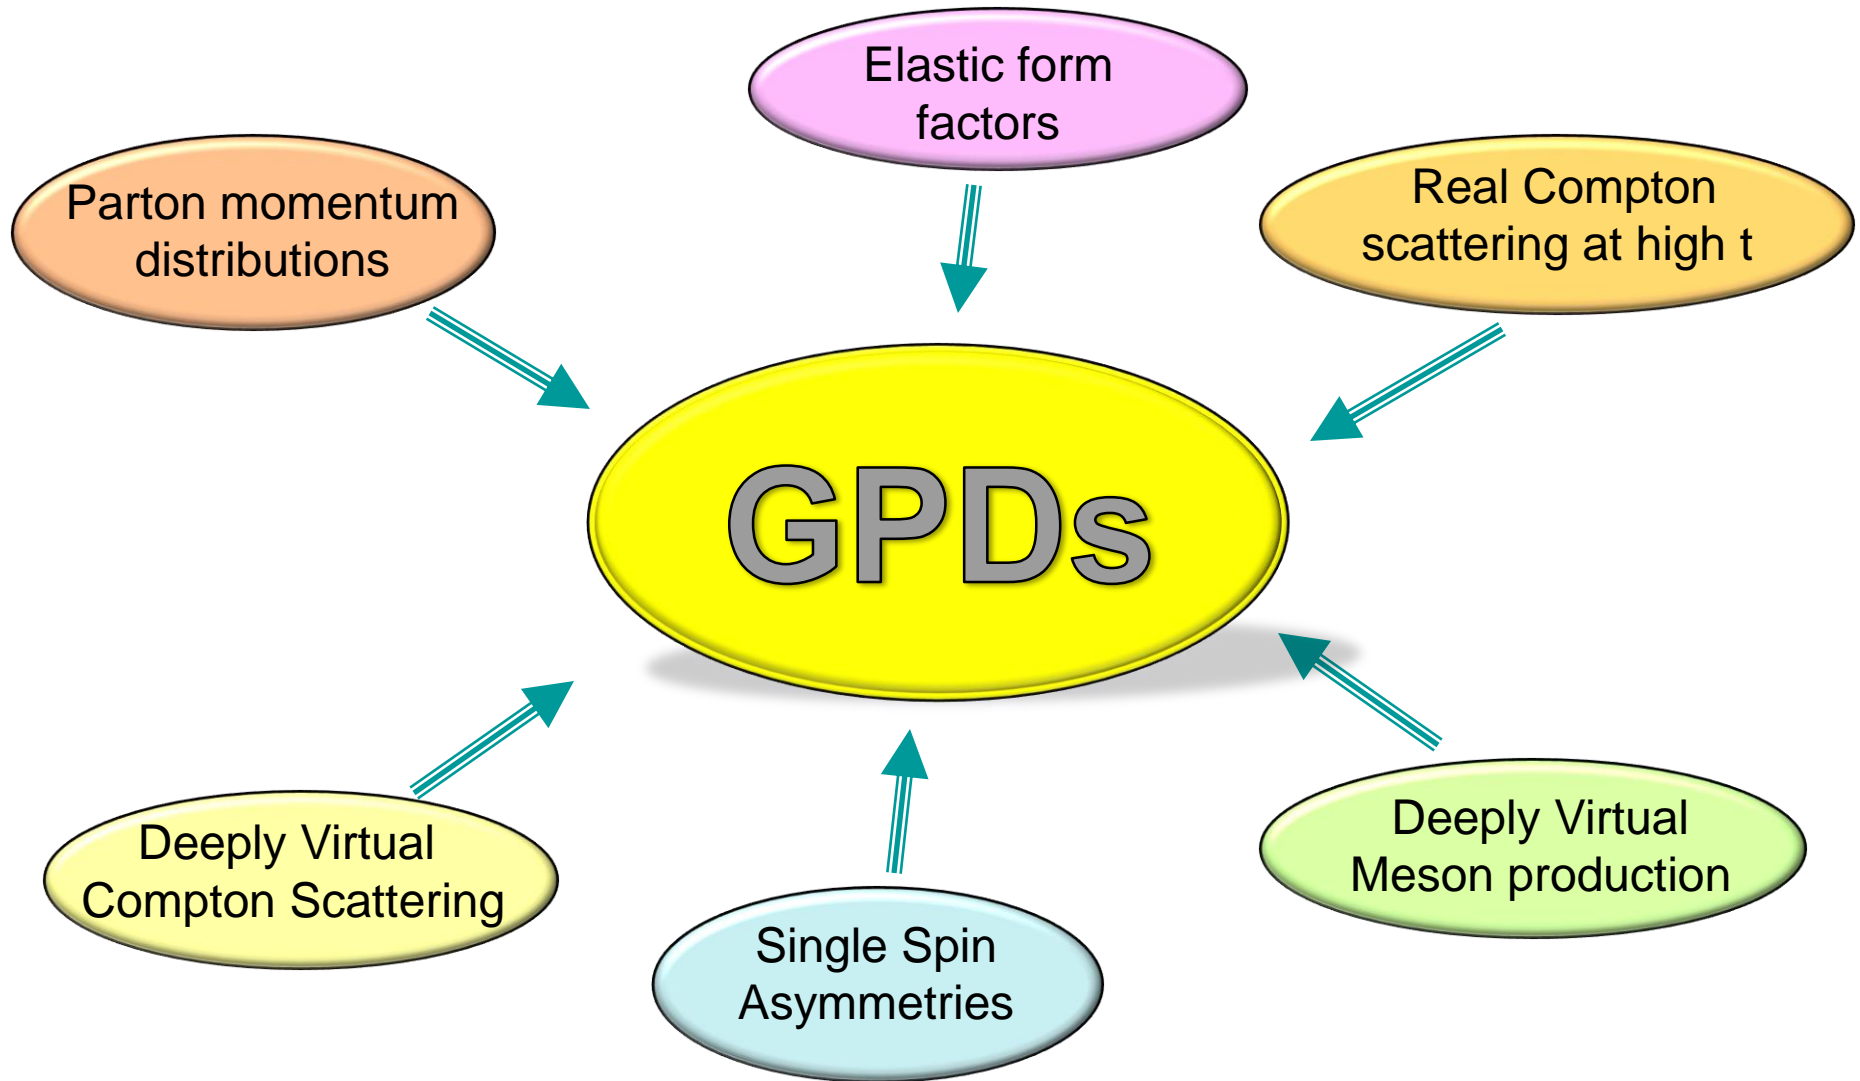 Elastic form
factors
Parton momentum
distributions
Real Compton
scattering at high t
GPDs
Deeply Virtual
Compton Scattering
Single Spin
Asymmetries
Deeply Virtual
Meson production